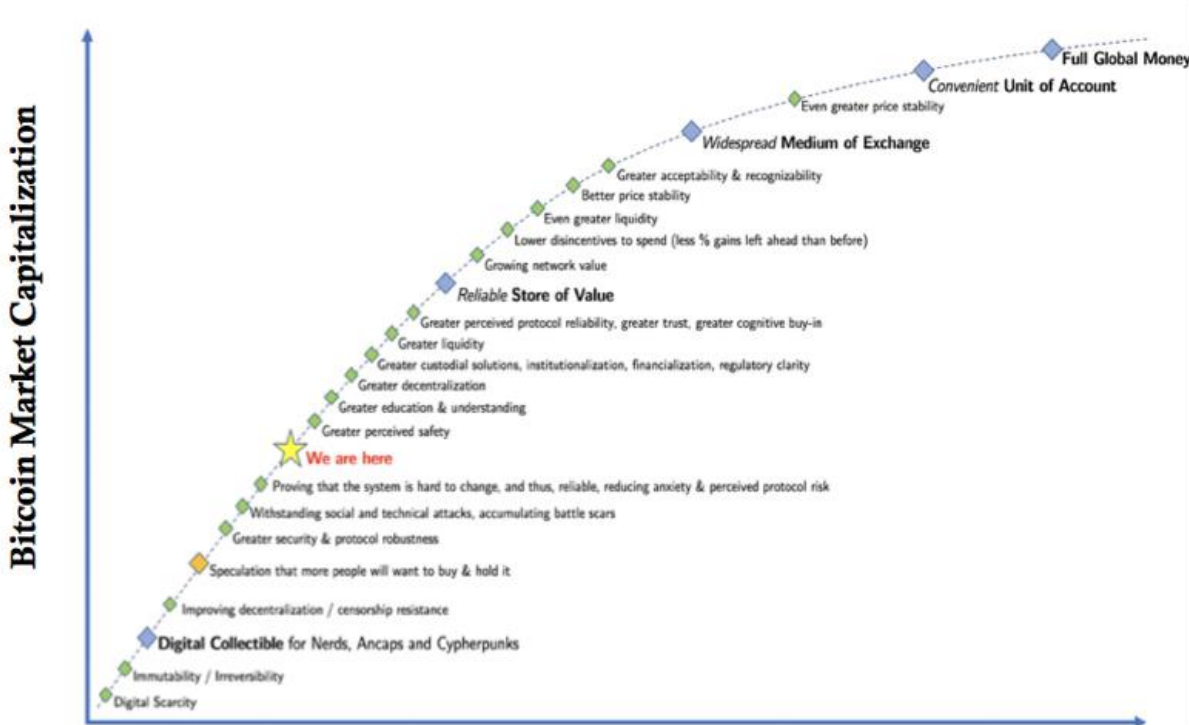 Bitcoin Market Capitalization
Full Global Money
Convenient Unit of Account
Even greater price stability
Widespread Medium of Exchange
Greater acceptability & recognizability
Better price stability
Even greater liquidity
Lower disincentives to spend (less % gains left ahead than before)
Growing network value
Reliable Store of Value
Greater perceived protocol reliability, greater trust, greater cognitive buy-in
Greater liquidity
Greater custodial solutions, institutionalization, financialization, regulatory clarity
Greater decentralization
Greater education & understanding
Greater perceived safety
We are here
Proving that the system is hard to change, and thus, reliable, reducing anxiety & perceived protocol risk
Withstanding social and technical attacks, accumulating battle scars
Greater security & protocol robustness
Speculation that more people will want to buy & hold it
Improving decentralization / censorship resistance
Digital Collectible for Nerds, Ancaps and Cypherpunks
Immutability / Irreversibility
Digital Scarcity